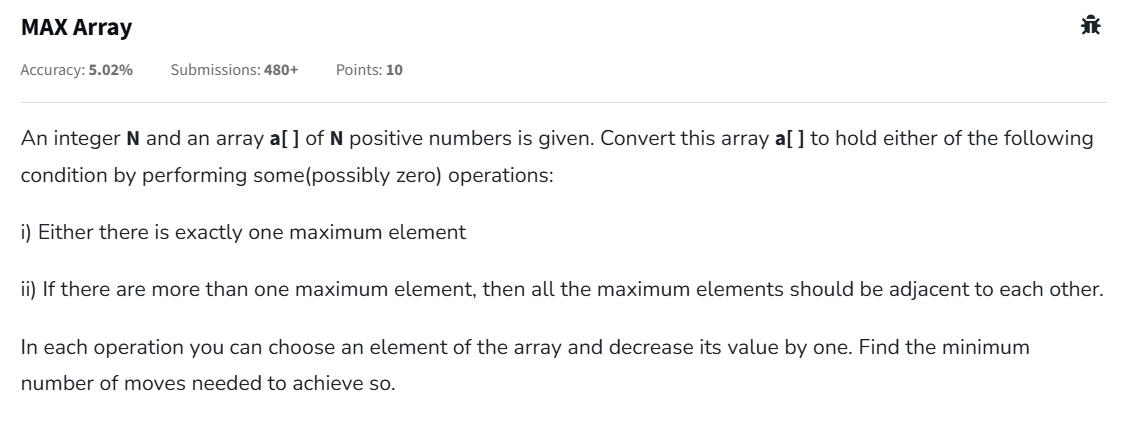 MAX Array
Accuracy: 5.02% Submissions: 480+ Points: 10
An integer N and an array a[ ] of N positive numbers is given. Convert this array a[ ] to hold either of the following
condition by performing some(possibly zero) operations:
i) Either there is exactly one maximum element
ii) If there are more than one maximum element, then all the maximum elements should be adjacent to each other.
In each operation you can choose an element of the array and decrease its value by one. Find the minimum
number of moves needed to achieve so.